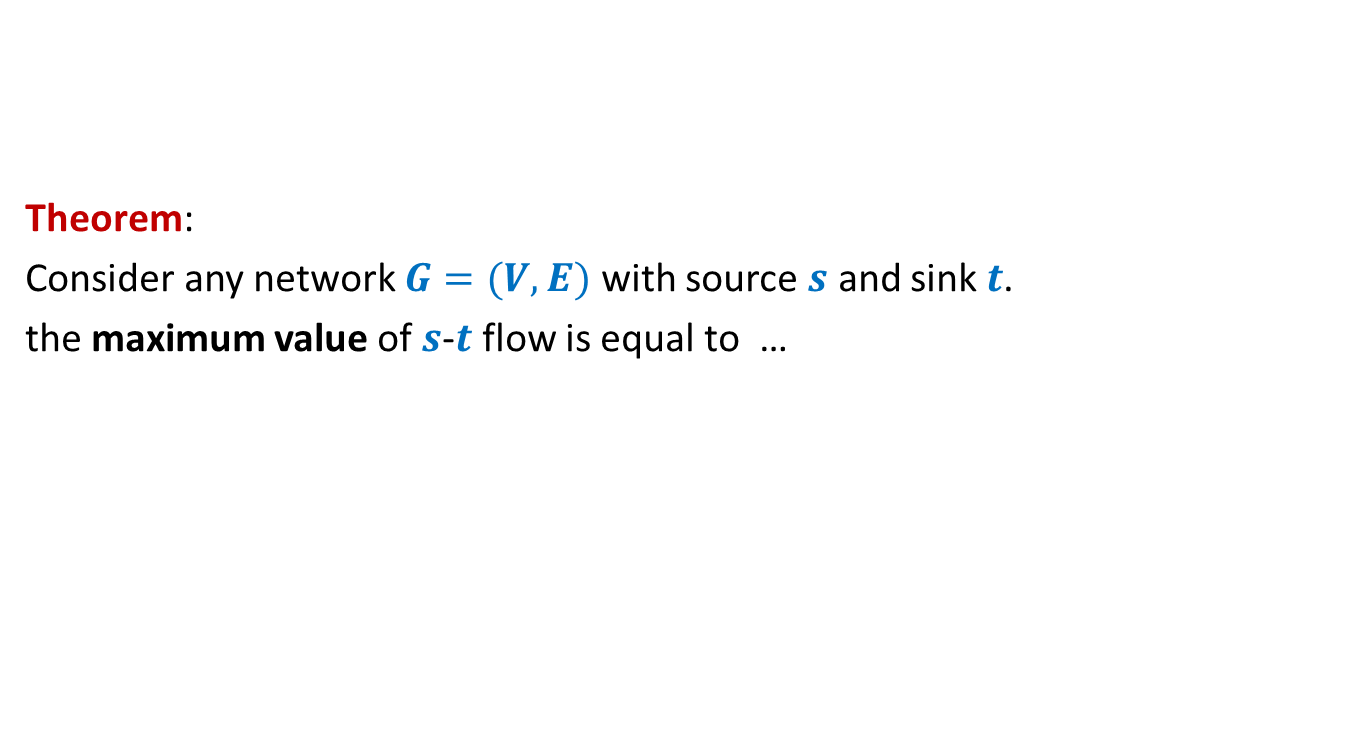 Theorem:
Consider any network G = (V, E) with source s and sink t.
the maximum value of s-t flow is equal to ...